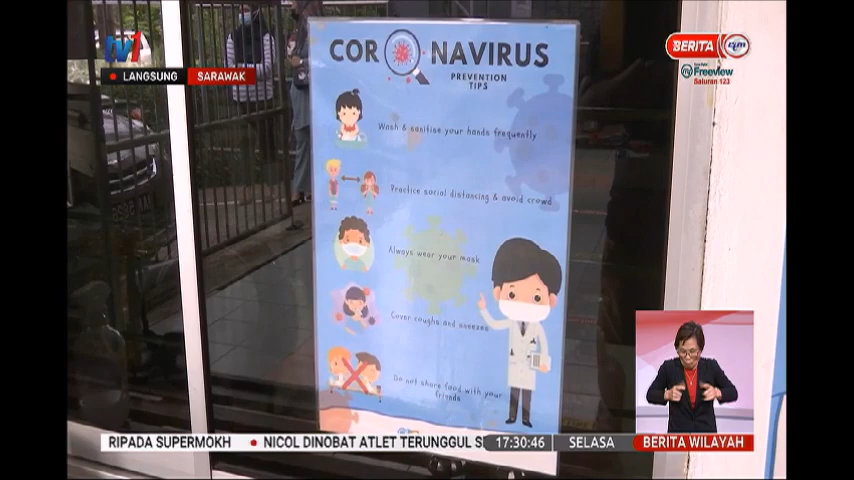 tv1
LANGSUNG SARAWAK
BERITA rtm
Freeview
Saluran 123
CORONAVIRUS
PREVENTION
TIPS
Wash & sanitise your hands frequently
Practice social distancing & avoid crowd
Always wear your mask
Cover coughs and sneezes
Do not share food with your
friends
RIPADA SUPERMOKH • NICOL DINOBAT ATLET TERUNGGUL S 17:30:46 SELASA BERITA WILAYAH